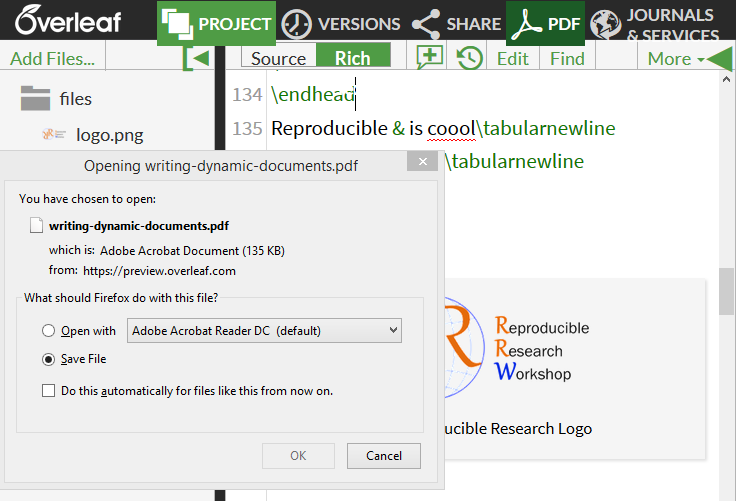 Overleaf
PROJECT
VERSIONS
SHARE
PDF
JOURNALS
& SERVICES
Add Files...
Source
Rich
Edit
Find
More
files
logo.png
134 \endhead
135 Reproducible & is coool\tabularnewline
\tabularnewline
Opening writing-dynamic-documents.pdf
You have chosen to open:
writing-dynamic-documents.pdf
which is: Adobe Acrobat Document (135 KB)
from: https://preview.overleaf.com
What should Firefox do with this file?
Open with
Adobe Acrobat Reader DC (default)
Save File
Do this automatically for files like this from now on.
OK
Cancel
R
Reproducible
Research
Workshop
ucible Research Logo